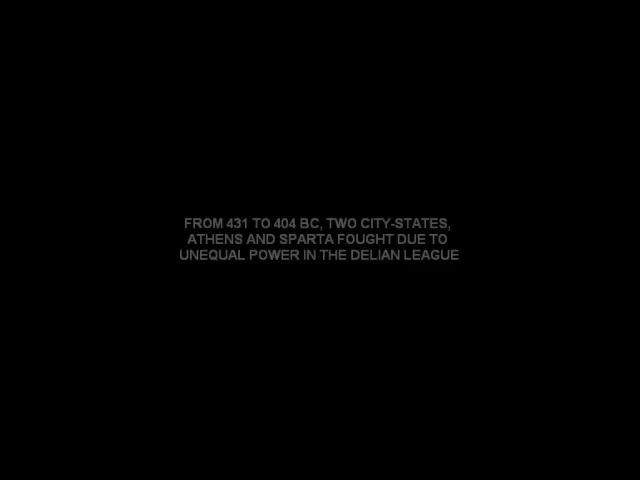 FROM 431 TO 404 BC, TWO CITY-STATES,
ATHENS AND SPARTA FOUGHT DUE TO
UNEQUAL POWER IN THE DELIAN LEAGUE